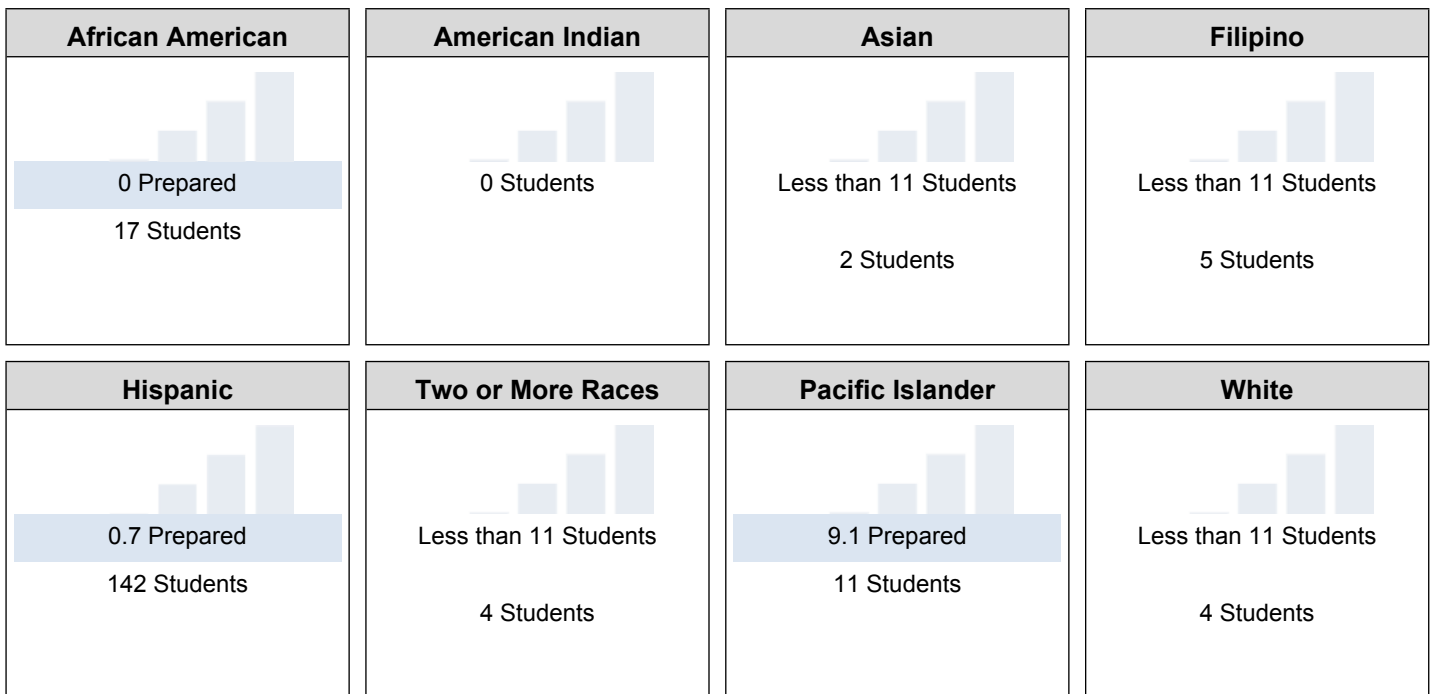 African American
0 Prepared
17 Students
American Indian
0 Students
Asian
Less than 11 Students
2 Students
Filipino
Less than 11 Students
5 Students
Hispanic
0.7 Prepared
142 Students
Two or More Races
Less than 11 Students
4 Students
Pacific Islander
9.1 Prepared
11 Students
White
Less than 11 Students
4 Students